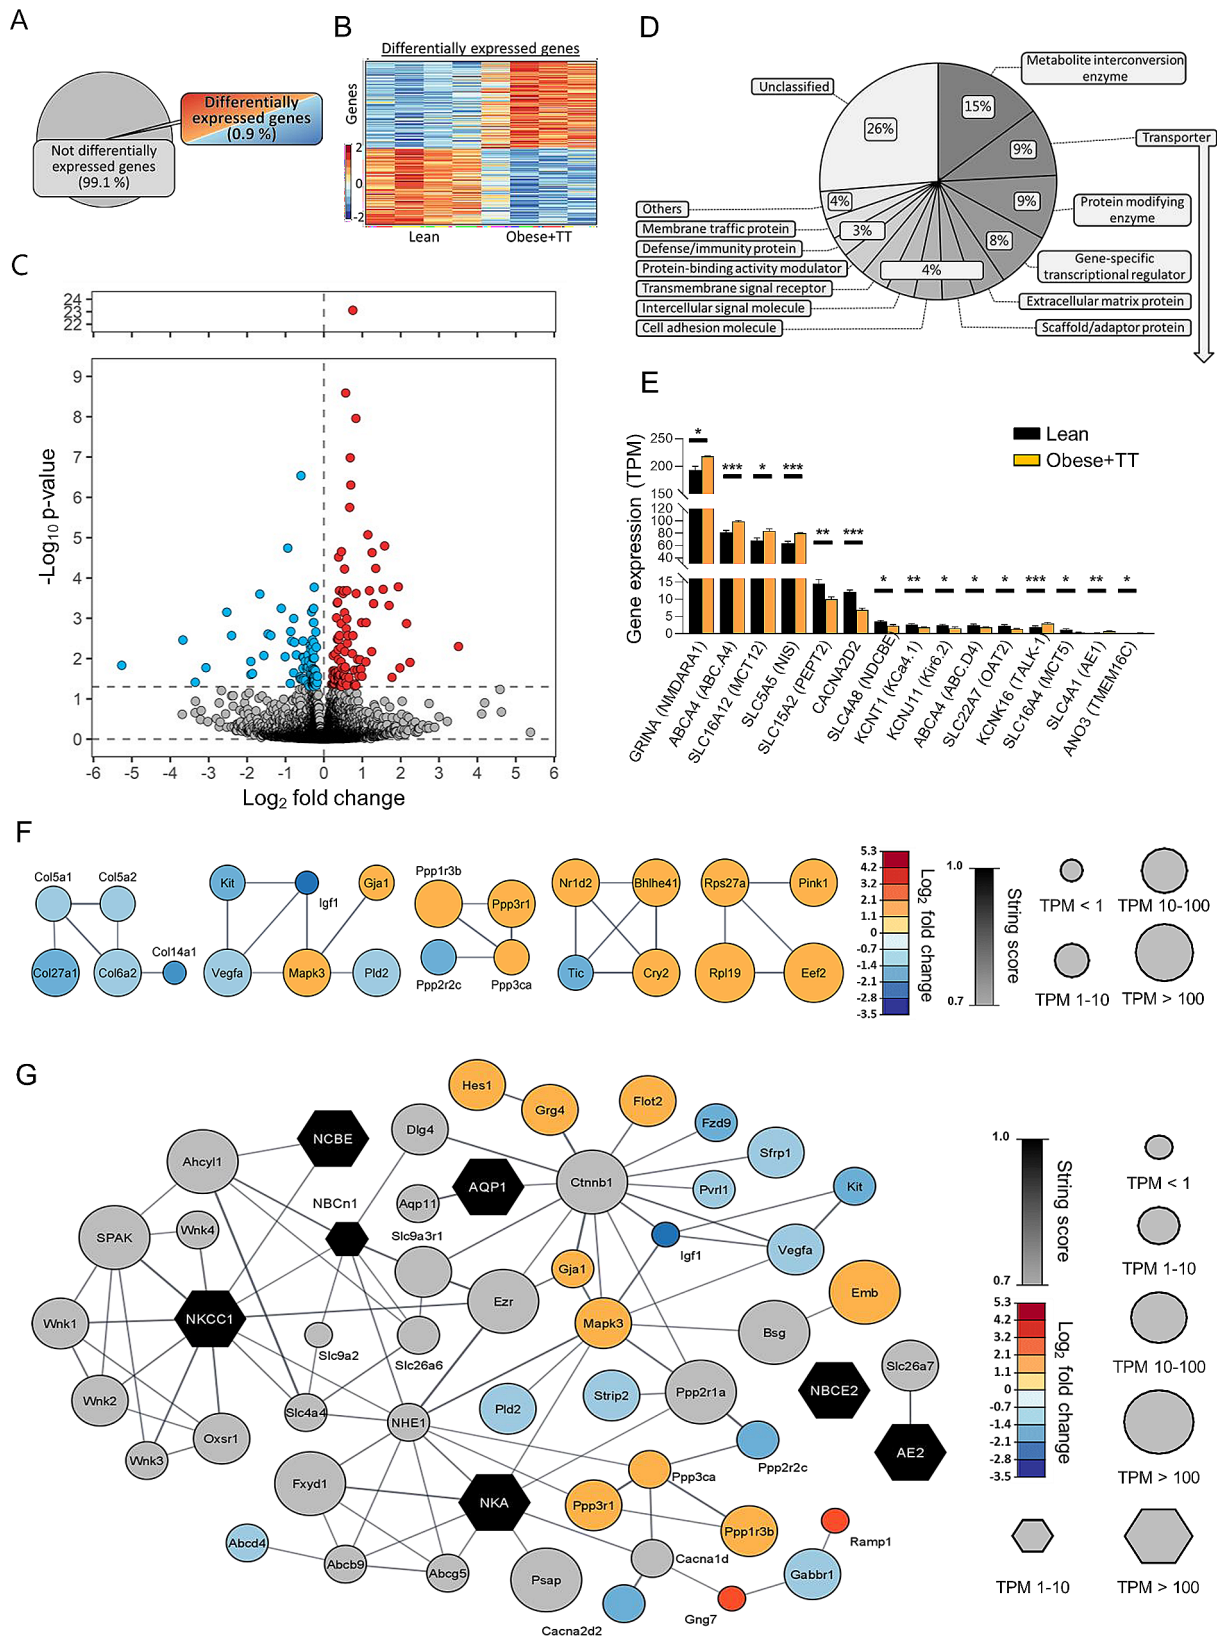 A
Differentially
expressed genes
(0.9 %)
Not differentially
expressed genes
(99.1 %)
B
Differentially expressed genes
Genes
2
0
-2
Lean
Obese+TT
C
24
23
22
-6 -5 -4 -3 -2 -1 0 1 2 3 4 5 6
9
8
7
6
5
4
3
2
1
0
-Log10 p-value
-6 -5 -4 -3 -2 -1 0 1 2 3 4 5 6
Log2 fold change
D
Unclassified
Metabolite interconversion
enzyme
Transporter
Protein modifying
enzyme
Gene-specific
transcriptional regulator
Extracellular matrix protein
Scaffold/adaptor protein
Others
Membrane traffic protein
Defense/immunity protein
Protein-binding activity modulator
Transmembrane signal receptor
Intercellular signal molecule
Cell adhesion molecule
26%
15%
9%
9%
8%
4%
3%
4%
E
Lean
Obese+TT
Gene expression (TPM)
250
200
150
120
100
80
60
40
15
10
5
0
* *** * *** ** *** * ** * * * *** * ** *
GRINA (NMDARA1)
ABCA4 (ABC.A4)
SLC16A12 (MCT12)
SLC5A5 (NIS)
SLC15A2 (PEPT2)
CACNA2D2
SLC4A8 (NDCBE)
KCNT1 (KCa4.1)
KCNJ11 (Kir6.2)
ABCA4 (ABC.D4)
SLC22A7 (OAT2)
KCNK16 (TALK-1)
SLC16A4 (MCT5)
SLC4A1 (AE1)
ANO3 (TMEM16C)
F
Col5a1
Col5a2
Col27a1
Col6a2
Col14a1
Kit
Igf1
Gja1
Vegfa
Mapk3
Pld2
Ppp1r3b
Ppp3r1
Ppp2r2c
Ppp3ca
Nr1d2
Bhlhe41
Tic
Cry2
Rps27a
Pink1
Rpl19
Eef2
5.3
4.2
3.2
2.1
1.1
0
-0.7
-1.4
-2.1
-2.8
-3.5
Log2 fold change
1.0
0.7
String score
TPM < 1
TPM 10-100
TPM 1-10
TPM > 100
G
Hes1
Grg4
Flot2
Fzd9
Sfrp1
Kit
NCBE
Dlg4
Ahcyl1
AQP1
Ctnnb1
Pvrl1
NBCn1
Aqp11
Slc9a3r1
SPAK
Wnk4
Igf1
Vegfa
Gja1
Ezr
Emb
Wnk1
NKCC1
Slc9a2
Slc26a6
Mapk3
Bsg
Slc26a7
Wnk2
Slc4a4
NHE1
Pld2
Strip2
Ppp2r1a
NBCE2
Oxsr1
Wnk3
Ppp2r2c
AE2
Fxyd1
NKA
Ppp3ca
Ppp3r1
Ppp1r3b
Ramp1
Abcd4
Abcb9
Abcg5
Psap
Cacna1d
Gabbr1
Cacna2d2
Gng7
1.0
0.7
String score
5.3
4.2
3.2
2.1
1.1
0
-0.7
-1.4
-2.1
-2.8
-3.5
Log2 fold change
TPM < 1
TPM 1-10
TPM 10-100
TPM > 100
TPM 1-10
TPM > 100